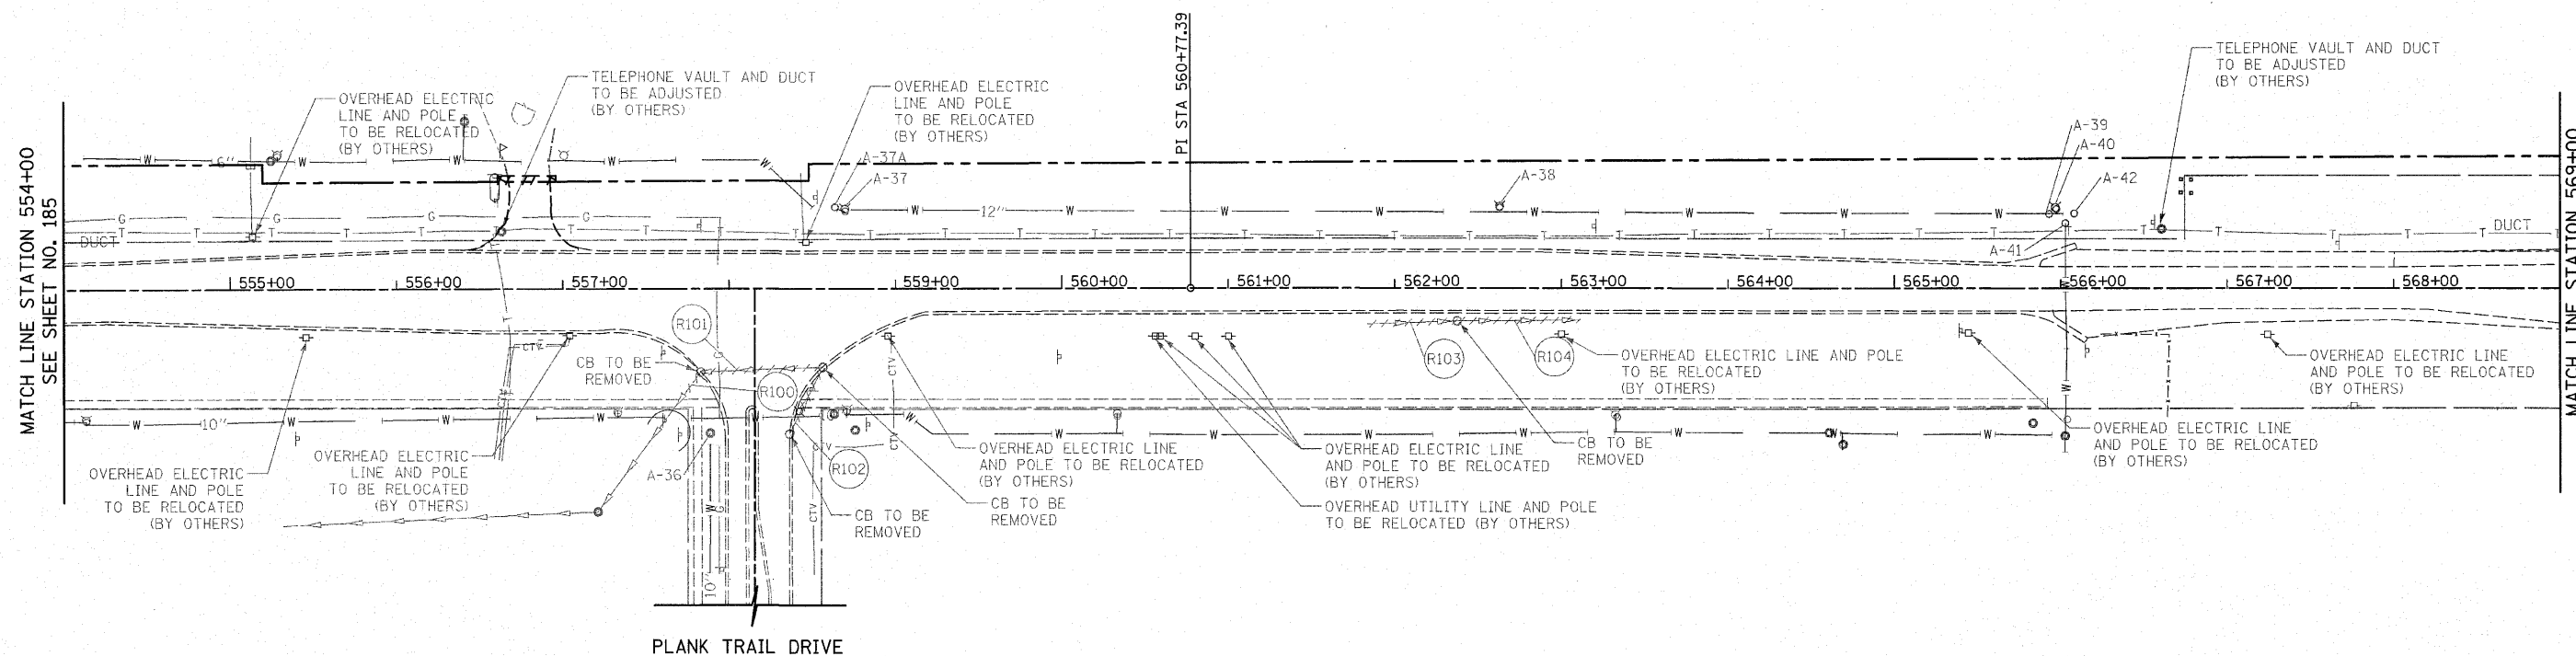 MATCH LINE STATION 554+00
SEE SHEET NO. 185
OVERHEAD ELECTRIC
LINE AND POLE
TO BE RELOCATED
(BY OTHERS)
TELEPHONE VAULT AND DUCT
TO BE ADJUSTED
(BY OTHERS)
OVERHEAD ELECTRIC
LINE AND POLE
TO BE RELOCATED
(BY OTHERS)
PI STA 560+77.39
TELEPHONE VAULT AND DUCT
TO BE ADJUSTED
(BY OTHERS)
A-37A
A-37
A-38
A-39
A-40
A-42
A-41
6"
12"
DUCT
DUCT
555+00
556+00
557+00
559+00
560+00
561+00
562+00
563+00
564+00
565+00
566+00
567+00
568+00
MATCH LINE STATION 569+00
R101
R100
R102
R103
R104
CTV
CTV
CTV
CTV
CTV
CB TO BE
REMOVED
10"
OVERHEAD ELECTRIC
LINE AND POLE
TO BE RELOCATED
(BY OTHERS)
OVERHEAD ELECTRIC
LINE AND POLE
TO BE RELOCATED
(BY OTHERS)
A-36
10"
CB TO BE
REMOVED
CB TO BE
REMOVED
OVERHEAD ELECTRIC LINE
AND POLE TO BE RELOCATED
(BY OTHERS)
OVERHEAD ELECTRIC LINE
AND POLE TO BE RELOCATED
(BY OTHERS)
OVERHEAD UTILITY LINE AND POLE
TO BE RELOCATED (BY OTHERS)
CB TO BE
REMOVED
OVERHEAD ELECTRIC LINE AND POLE
TO BE RELOCATED
(BY OTHERS)
OVERHEAD ELECTRIC LINE
AND POLE TO BE RELOCATED
(BY OTHERS)
OVERHEAD ELECTRIC LINE
AND POLE TO BE RELOCATED
(BY OTHERS)
PLANK TRAIL DRIVE